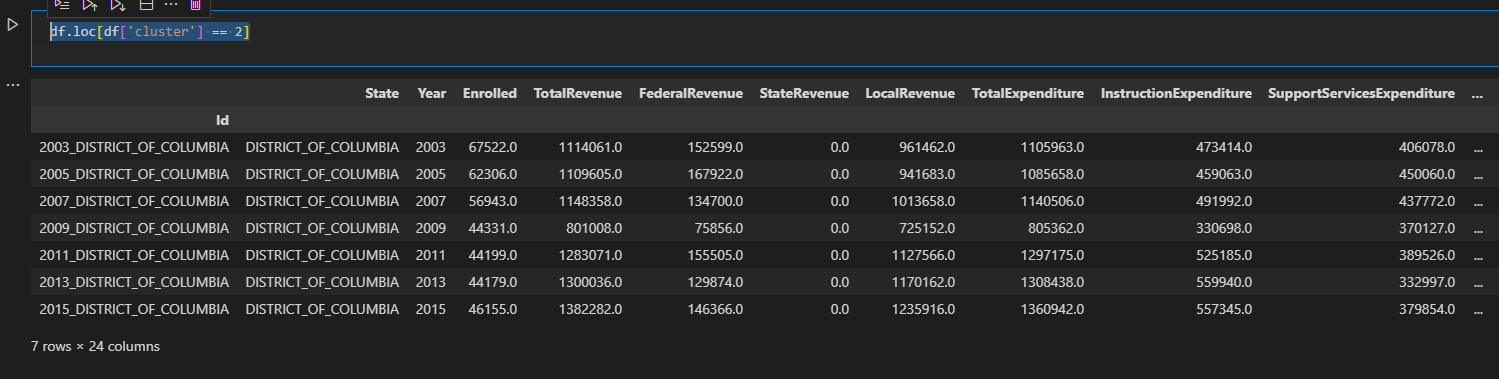 df.loc[df['cluster'] == 2]
State Year Enrolled TotalRevenue FederalRevenue StateRevenue LocalRevenue TotalExpenditure InstructionExpenditure SupportServicesExpenditure ...
Id
2003_DISTRICT_OF_COLUMBIA DISTRICT_OF_COLUMBIA 2003 67522.0 1114061.0 152599.0 0.0 961462.0 1105963.0 473414.0 406078.0 ...
2005_DISTRICT_OF_COLUMBIA DISTRICT_OF_COLUMBIA 2005 62306.0 1109605.0 167922.0 0.0 941683.0 1085658.0 459063.0 450060.0 ...
2007_DISTRICT_OF_COLUMBIA DISTRICT_OF_COLUMBIA 2007 56943.0 1148358.0 134700.0 0.0 1013658.0 1140506.0 491992.0 437772.0 ...
2009_DISTRICT_OF_COLUMBIA DISTRICT_OF_COLUMBIA 2009 44331.0 801008.0 75856.0 0.0 725152.0 805362.0 330698.0 370127.0 ...
2011_DISTRICT_OF_COLUMBIA DISTRICT_OF_COLUMBIA 2011 44199.0 1283071.0 155505.0 0.0 1127566.0 1297175.0 525185.0 389526.0 ...
2013_DISTRICT_OF_COLUMBIA DISTRICT_OF_COLUMBIA 2013 44179.0 1300036.0 129874.0 0.0 1170162.0 1308438.0 559940.0 332997.0 ...
2015_DISTRICT_OF_COLUMBIA DISTRICT_OF_COLUMBIA 2015 46155.0 1382282.0 146366.0 0.0 1235916.0 1360942.0 557345.0 379854.0 ...
7 rows × 24 columns